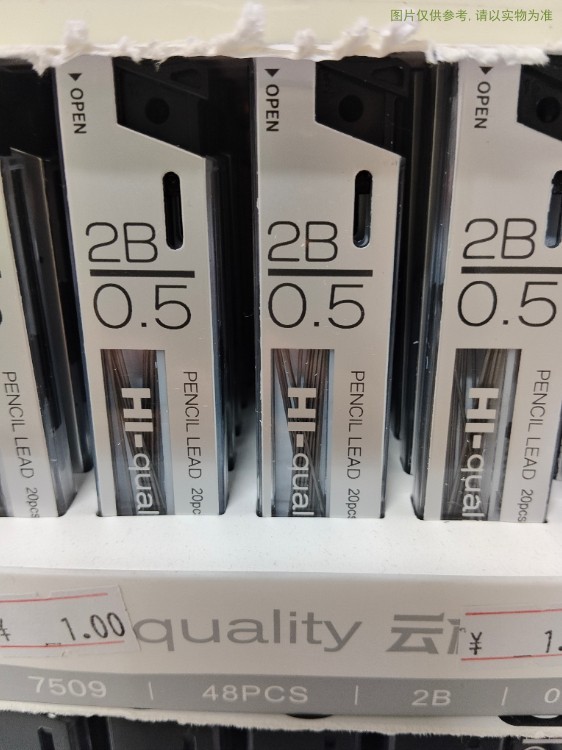 图片仅供参考, 请以实物为准
OPEN
2B
0.5
PENCIL LEAD 20pcs
HI-qual
OPEN
2B
0.5
PENCIL LEAD 20pcs
HI-qual
OPEN
2B
0.5
PENCIL LEAD
HI-qual
PENCIL LEAD 20pcs
¥ 1.00
quality 云
¥ 1.
7509 | 48PCS | 2B | 0